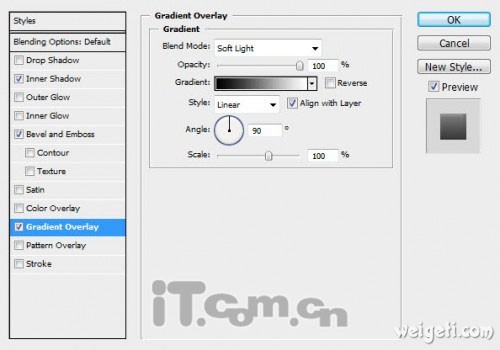 Styles
Blending Options: Default
Drop Shadow
Inner Shadow
Outer Glow
Inner Glow
Bevel and Emboss
Contour
Texture
Satin
Color Overlay
Gradient Overlay
Pattern Overlay
Stroke
Gradient Overlay
Gradient
Blend Mode: Soft Light
Opacity: 100 %
Gradient: Reverse
Style: Linear Align with Layer
Angle: 90 °
Scale: 100 %
OK
Cancel
New Style...
Preview
iT.com.cn
weigeti.com